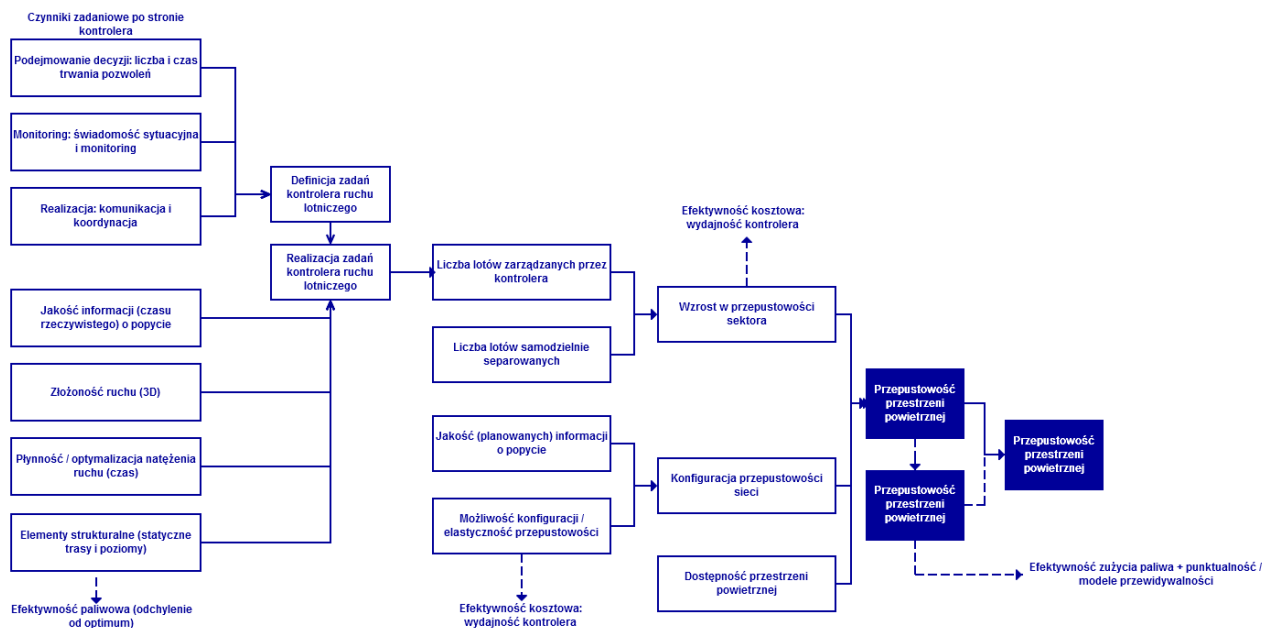 Czynniki zadaniowe po stronie
kontrolera
Podejmowanie decyzji: liczba i czas
trwania pozwoleń
Monitoring: świadomość sytuacyjna
i monitoring
Realizacja: komunikacja i
koordynacja
Definicja zadań
kontrolera ruchu
lotniczego
Realizacja zadań
kontrolera ruchu
lotniczego
Jakość informacji (czasu
rzeczywistego) o popycie
Złożoność ruchu (3D)
Płynność / optymalizacja natężenia
ruchu (czas)
Elementy strukturalne (statyczne
trasy i poziomy)
Efektywność paliwowa (odchylenie
od optimum)
Liczba lotów zarządzanych przez
kontrolera
Liczba lotów samodzielnie
separowanych
Jakość (planowanych) informacji
o popycie
Możliwość konfiguracji /
elastyczność przepustowości
Efektywność kosztowa:
wydajność kontrolera
Efektywność kosztowa:
wydajność kontrolera
Wzrost w przepustowości
sektora
Konfiguracja przepustowości
sieci
Dostępność przestrzeni
powietrznej
Przepustowość
przestrzeni
powietrznej
Przepustowość
przestrzeni
powietrznej
Przepustowość
przestrzeni
powietrznej
Efektywność zużycia paliwa + punktualność /
modele przewidywalności